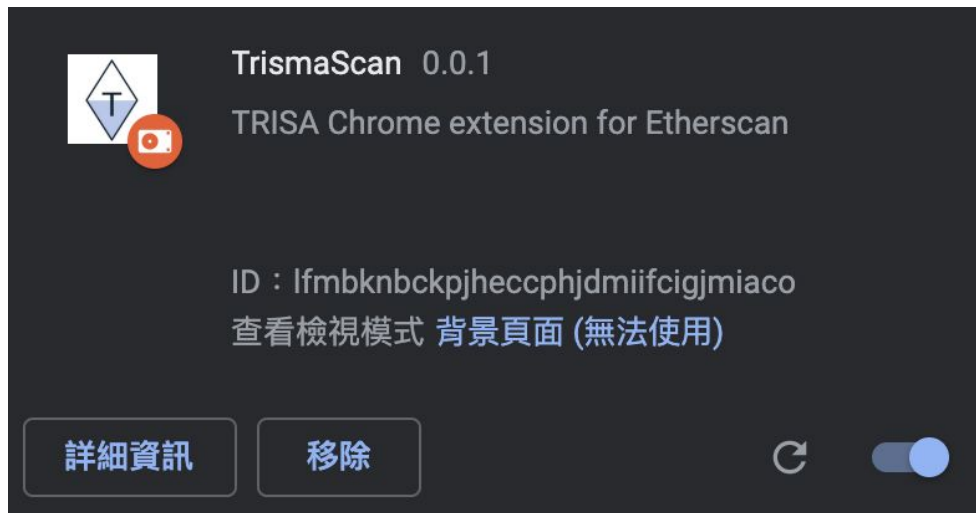 T
TrismaScan 0.0.1
TRISA Chrome extension for Etherscan
ID：lfmbknbckpjheccphjdmiifcigjmiaco
查看檢視模式 背景頁面 (無法使用)
詳細資訊 移除